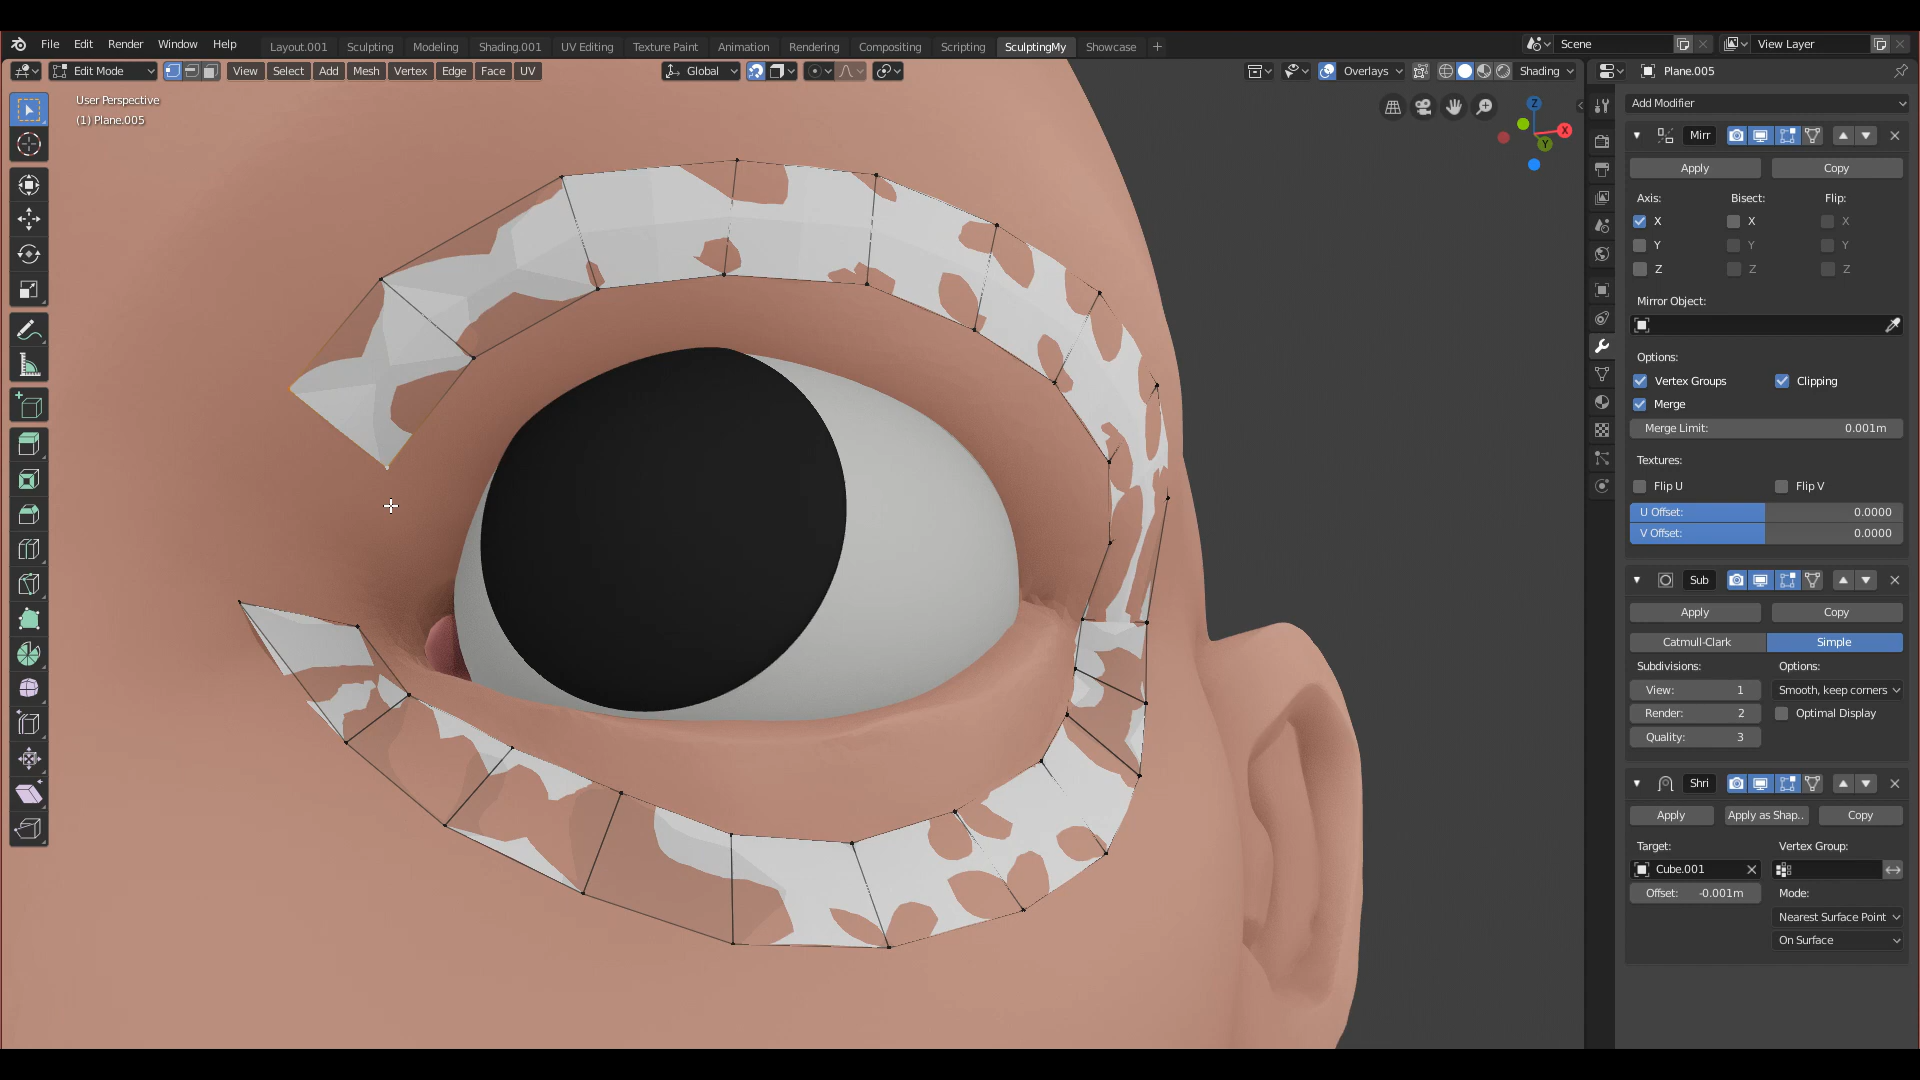 File Edit Render Window Help Layout.001 Sculpting Modeling Shading.001 UV Editing Texture Paint Animation Rendering Compositing Scripting SculptingMy Showcase + Scene View Layer
Edit Mode View Select Add Mesh Vertex Edge Face UV Global Overlays Shading Plane.005
User Perspective
(1) Plane.005
Z
X
Y
Add Modifier
Mirr
Apply Copy
Axis: Bisect: Flip:
X X X
Y Y Y
Z Z Z
Mirror Object:
Options:
Vertex Groups Clipping
Merge
Merge Limit: 0.001m
Textures:
Flip U Flip V
U Offset: 0.0000
V Offset: 0.0000
Sub
Apply Copy
Catmull-Clark Simple
Subdivisions: Options:
View: 1 Smooth, keep corners
Render: 2 Optimal Display
Quality: 3
Shri
Apply Apply as Shap.. Copy
Target: Vertex Group:
Cube.001
Offset: -0.001m Mode:
Nearest Surface Point
On Surface